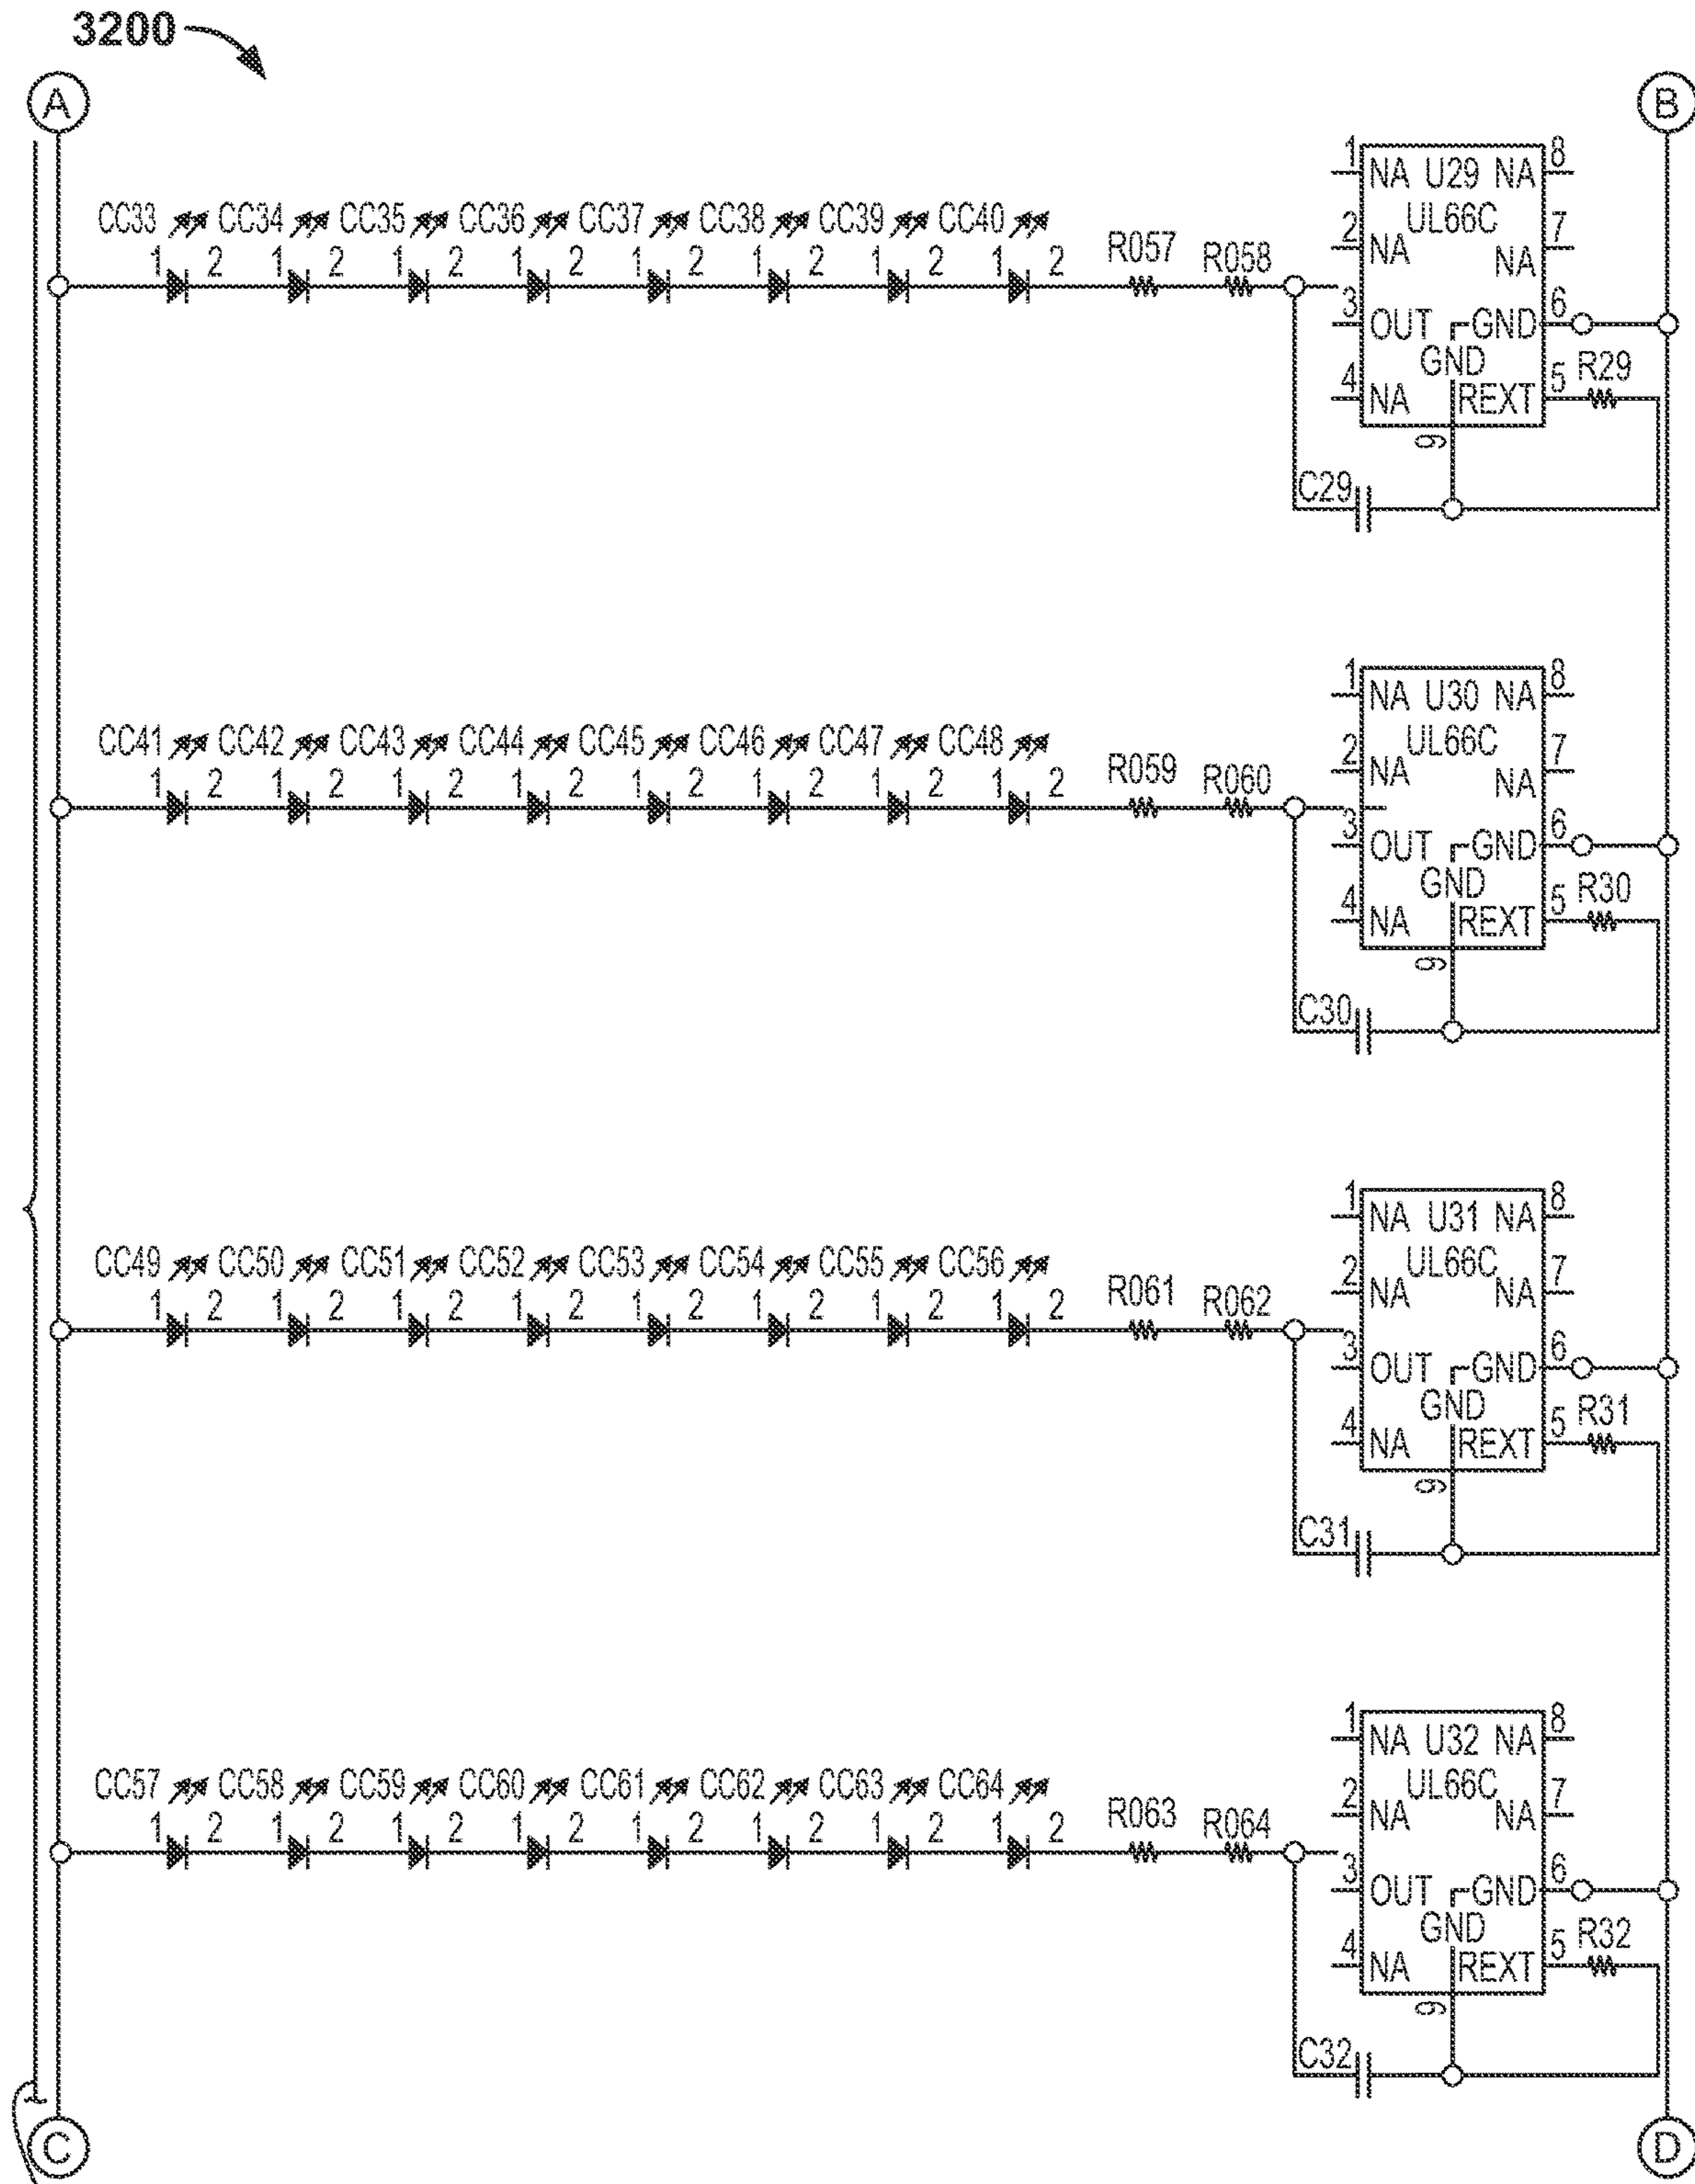 3200
A B
1 NA U29 NA 8
CC33 CC34 CC35 CC36 CC37 CC38 CC39 CC40 UL66C
1 2 1 2 1 2 1 2 1 2 1 2 1 2 1 2 R057 R058 2 NA NA 7
3 OUT GND 6
GND
4 NA REXT 5 R29
9
C29
1 NA U30 NA 8
CC41 CC42 CC43 CC44 CC45 CC46 CC47 CC48 UL66C
1 2 1 2 1 2 1 2 1 2 1 2 1 2 1 2 R059 R060 2 NA NA 7
3 OUT GND 6
GND
4 NA REXT 5 R30
9
C30
1 NA U31 NA 8
CC49 CC50 CC51 CC52 CC53 CC54 CC55 CC56 UL66C
1 2 1 2 1 2 1 2 1 2 1 2 1 2 1 2 R061 R062 2 NA NA 7
3 OUT GND 6
GND
4 NA REXT 5 R31
9
C31
1 NA U32 NA 8
CC57 CC58 CC59 CC60 CC61 CC62 CC63 CC64 UL66C
1 2 1 2 1 2 1 2 1 2 1 2 1 2 1 2 R063 R064 2 NA NA 7
3 OUT GND 6
GND
4 NA REXT 5 R32
9
C32
C D